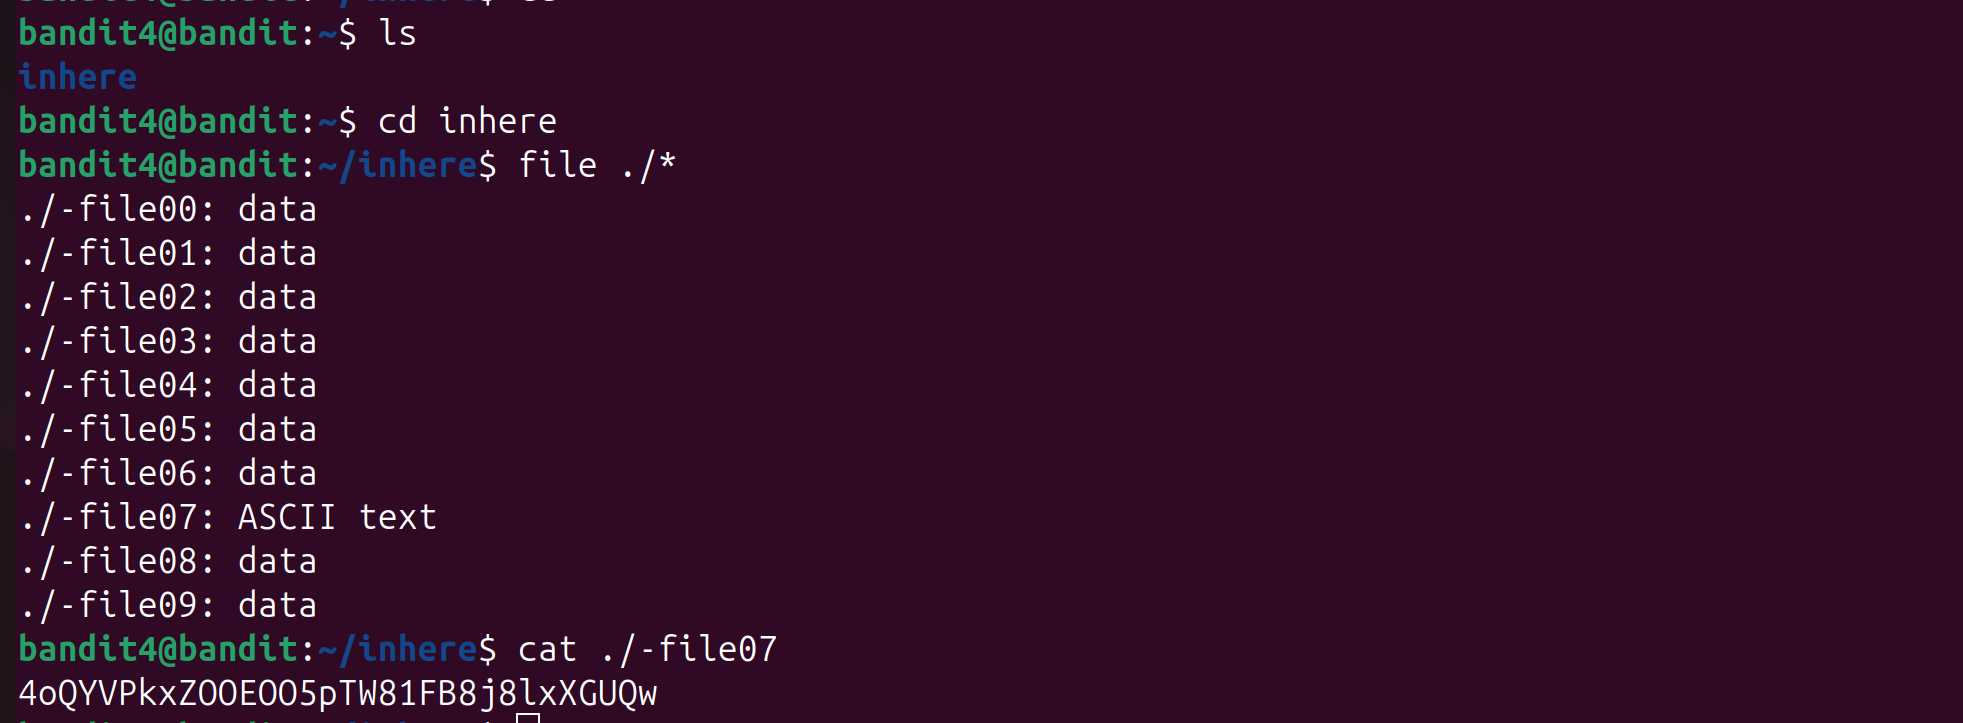 bandit4@bandit:~$ ls
inhere
bandit4@bandit:~$ cd inhere
bandit4@bandit:~/inhere$ file ./*
./-file00: data
./-file01: data
./-file02: data
./-file03: data
./-file04: data
./-file05: data
./-file06: data
./-file07: ASCII text
./-file08: data
./-file09: data
bandit4@bandit:~/inhere$ cat ./-file07
4oQYVPkxZOOEOO5pTW81FB8j8lxXGUQw